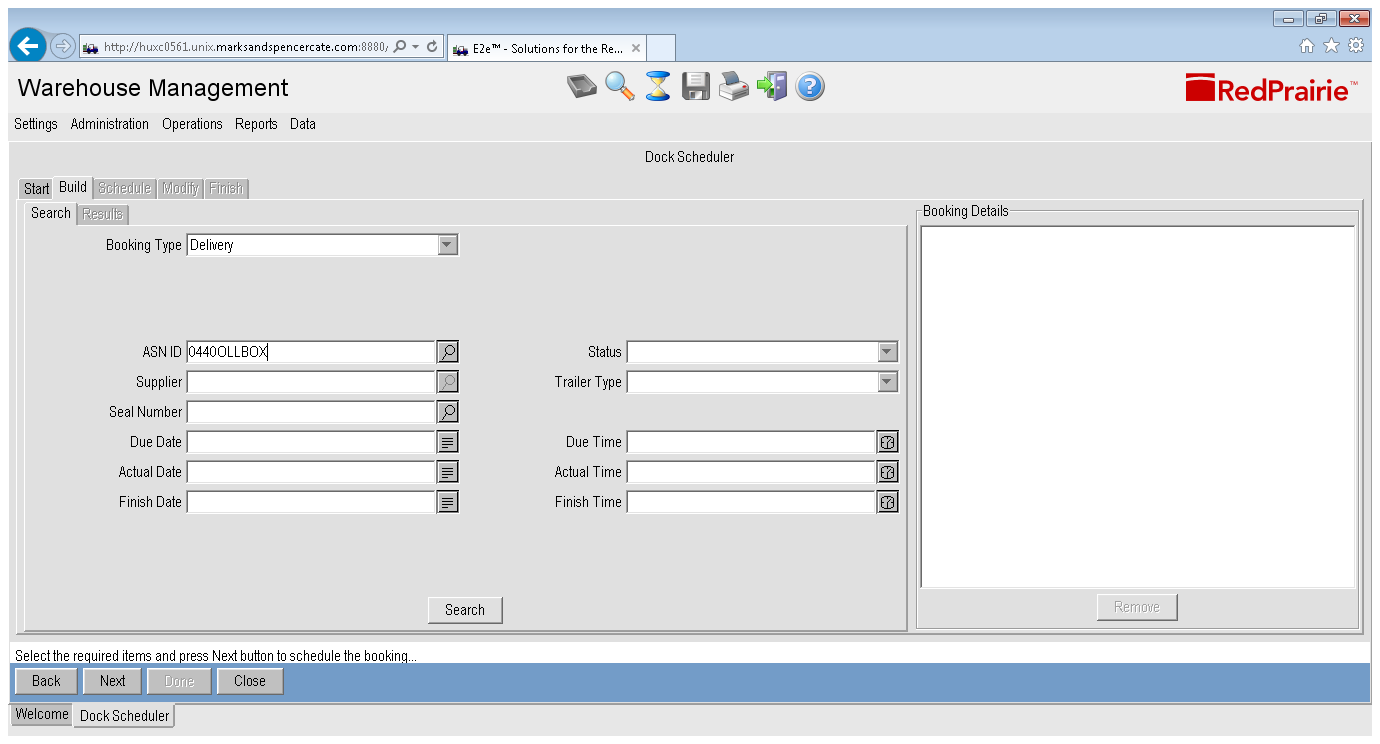 http://huxc0561.unix.marksandspencercate.com:8880,
E2e™ - Solutions for the Re...
Warehouse Management
RedPrairie™
Settings Administration Operations Reports Data
Dock Scheduler
Start Build Schedule Modify Finish
Search Results
Booking Details
Booking Type Delivery
ASN ID 0440OLLBOX
Status
Supplier
Trailer Type
Seal Number
Due Date
Due Time
Actual Date
Actual Time
Finish Date
Finish Time
Search
Remove
Select the required items and press Next button to schedule the booking...
Back Next Done Close
Welcome Dock Scheduler